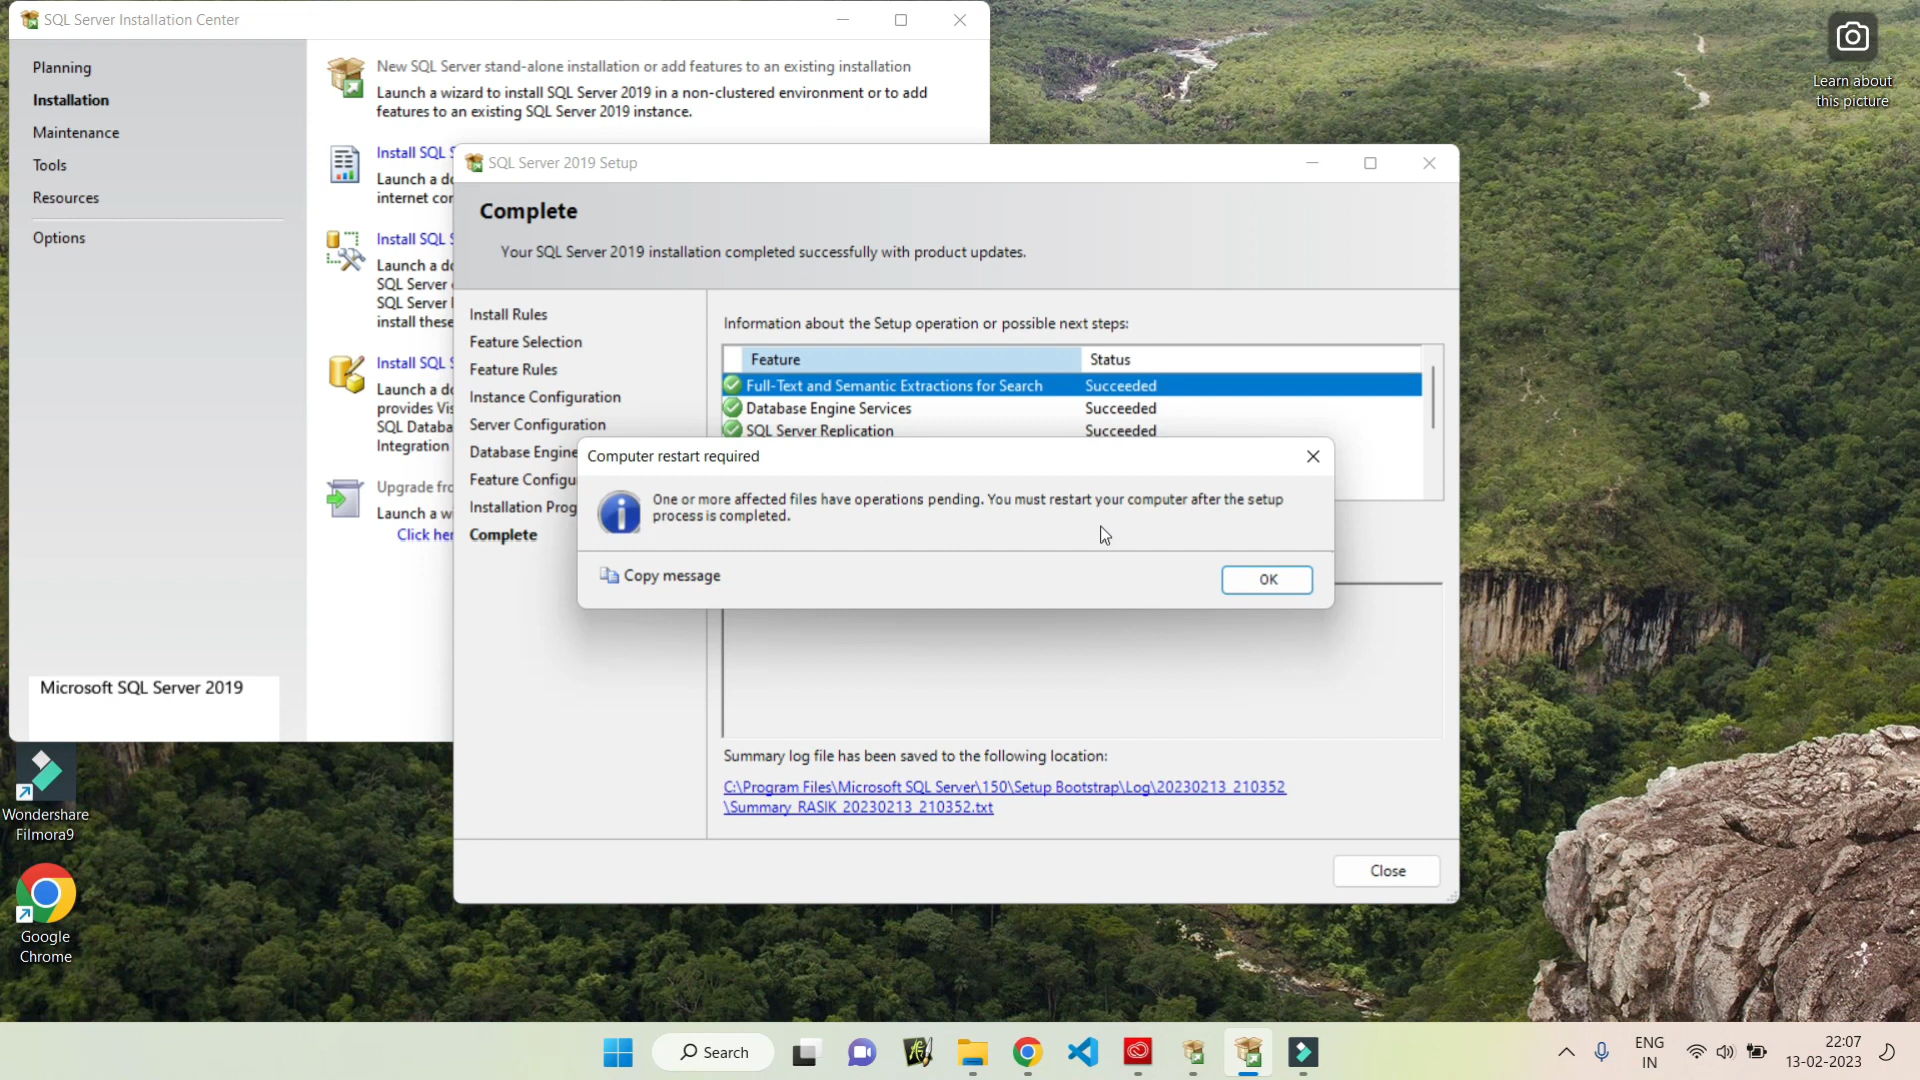 SQL Server Installation Center
Planning
Installation
Maintenance
Tools
Resources
Options
Microsoft SQL Server 2019
New SQL Server stand-alone installation or add features to an existing installation
Launch a wizard to install SQL Server 2019 in a non-clustered environment or to add
features to an existing SQL Server 2019 instance.
Install SQL
Launch a
internet
Install SQL
Launch a
SQL Server
SQL Server
install these
Install SQL
Launch a
provides
SQL
Integration
Upgrade
Launch a
Click
SQL Server 2019 Setup
Complete
Your SQL Server 2019 installation completed successfully with product updates.
Install Rules
Feature Selection
Feature Rules
Instance Configuration
Server Configuration
Database Engine
Feature
Installation
Complete
Information about the Setup operation or possible next steps:
Feature Status
Full-Text and Semantic Extractions for Search Succeeded
Database Engine Services Succeeded
SQL Server Replication Succeeded
Computer restart required
One or more affected files have operations pending. You must restart your computer after the setup
process is completed.
Copy message
OK
Summary log file has been saved to the following location:
C:\Program Files\Microsoft SQL Server\150\Setup Bootstrap\Log\20230213_210352
\Summary_RASIK_20230213_210352.txt
Close
Learn about
this picture
Wondershare
Filmora9
Google
Chrome
Search
ENG
IN
22:07
13-02-2023